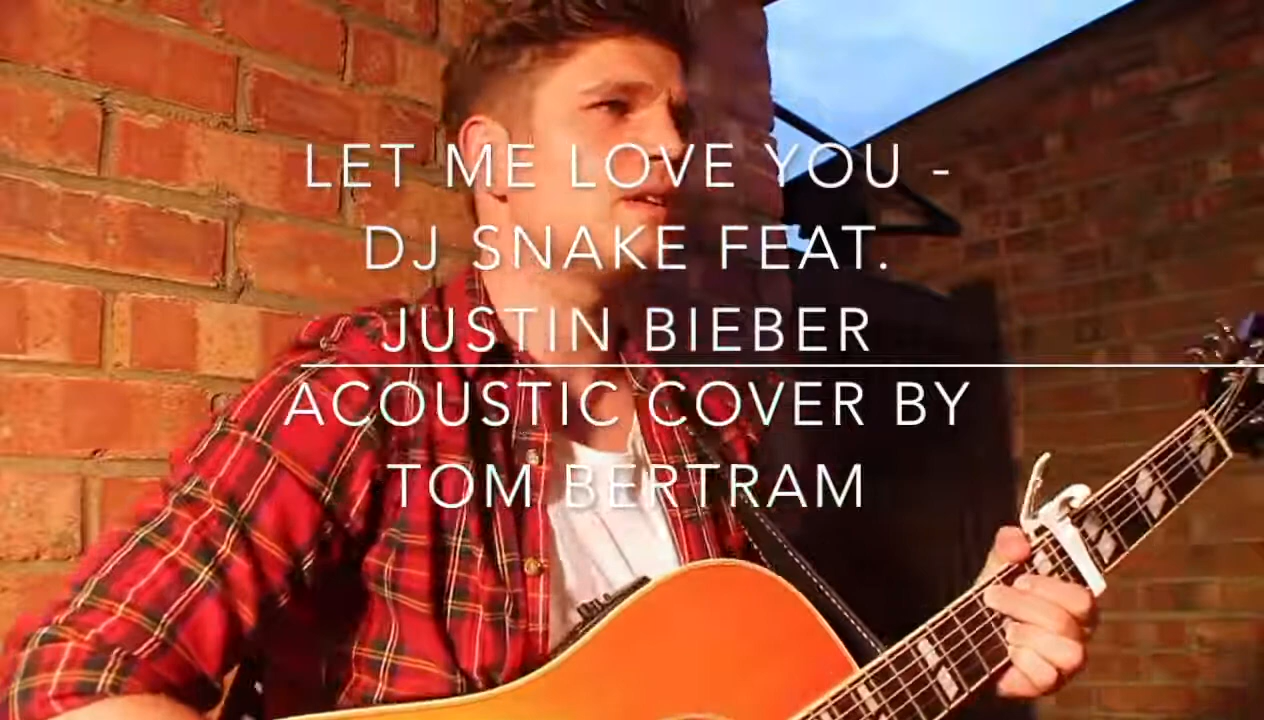 LET ME LOVE YOU -
DJ SNAKE FEAT.
JUSTIN BIEBER
ACOUSTIC COVER BY
TOM BERTRAM